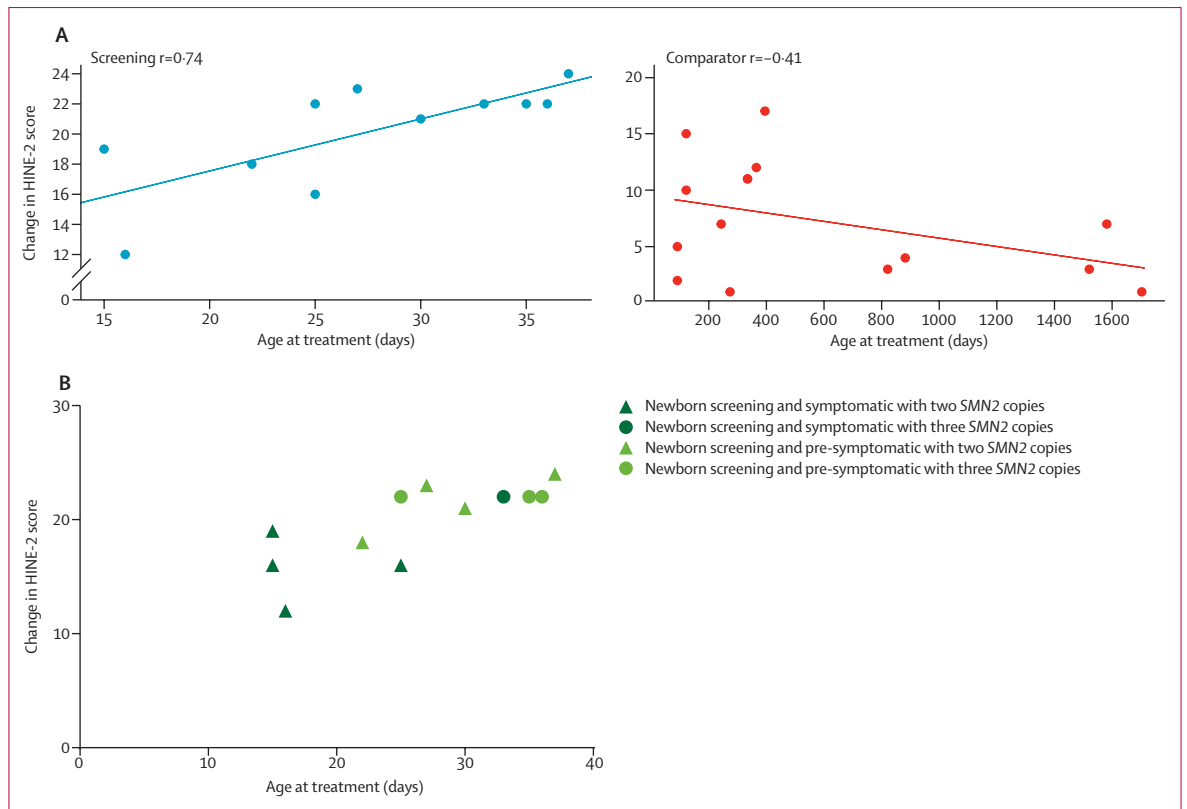 A
Screening r=0·74
Change in HINE-2 score
24
22
20
18
16
14
12
0
15
20
25
30
35
Age at treatment (days)
Comparator r=–0·41
20
15
10
5
0
200
400
600
800
1000
1200
1400
1600
Age at treatment (days)
B
Change in HINE-2 score
30
20
10
0
0
10
20
30
40
Age at treatment (days)
Newborn screening and symptomatic with two SMN2 copies
Newborn screening and symptomatic with three SMN2 copies
Newborn screening and pre-symptomatic with two SMN2 copies
Newborn screening and pre-symptomatic with three SMN2 copies